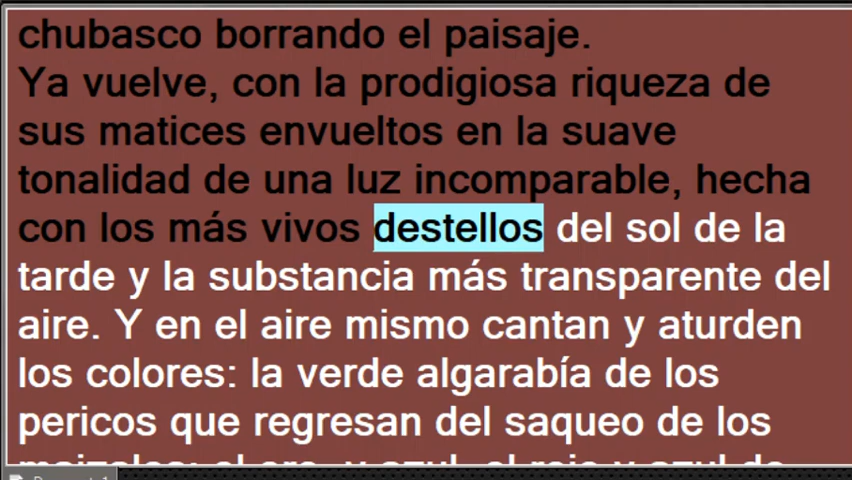 chubasco borrando el paisaje.
Ya vuelve, con la prodigiosa riqueza de
sus matices envueltos en la suave
tonalidad de una luz incomparable, hecha
con los más vivos destellos del sol de la
tarde y la substancia más transparente del
aire. Y en el aire mismo cantan y aturden
los colores: la verde algarabía de los
pericos que regresan del saqueo de los